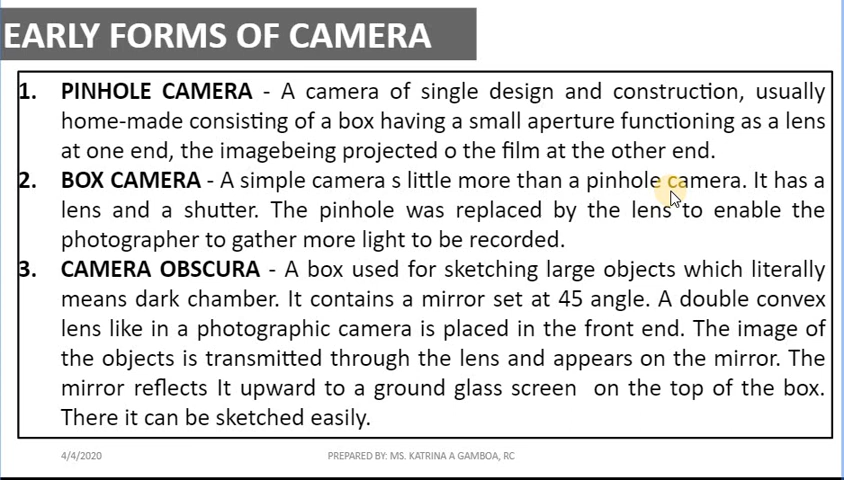 EARLY FORMS OF CAMERA
1. PINHOLE CAMERA - A camera of single design and construction, usually
home-made consisting of a box having a small aperture functioning as a lens
at one end, the imagebeing projected o the film at the other end.
2. BOX CAMERA - A simple camera s little more than a pinhole camera. It has a
lens and a shutter. The pinhole was replaced by the lens to enable the
photographer to gather more light to be recorded.
3. CAMERA OBSCURA - A box used for sketching large objects which literally
means dark chamber. It contains a mirror set at 45 angle. A double convex
lens like in a photographic camera is placed in the front end. The image of
the objects is transmitted through the lens and appears on the mirror. The
mirror reflects It upward to a ground glass screen on the top of the box.
There it can be sketched easily.
4/4/2020 PREPARED BY: MS. KATRINA A GAMBOA, RC